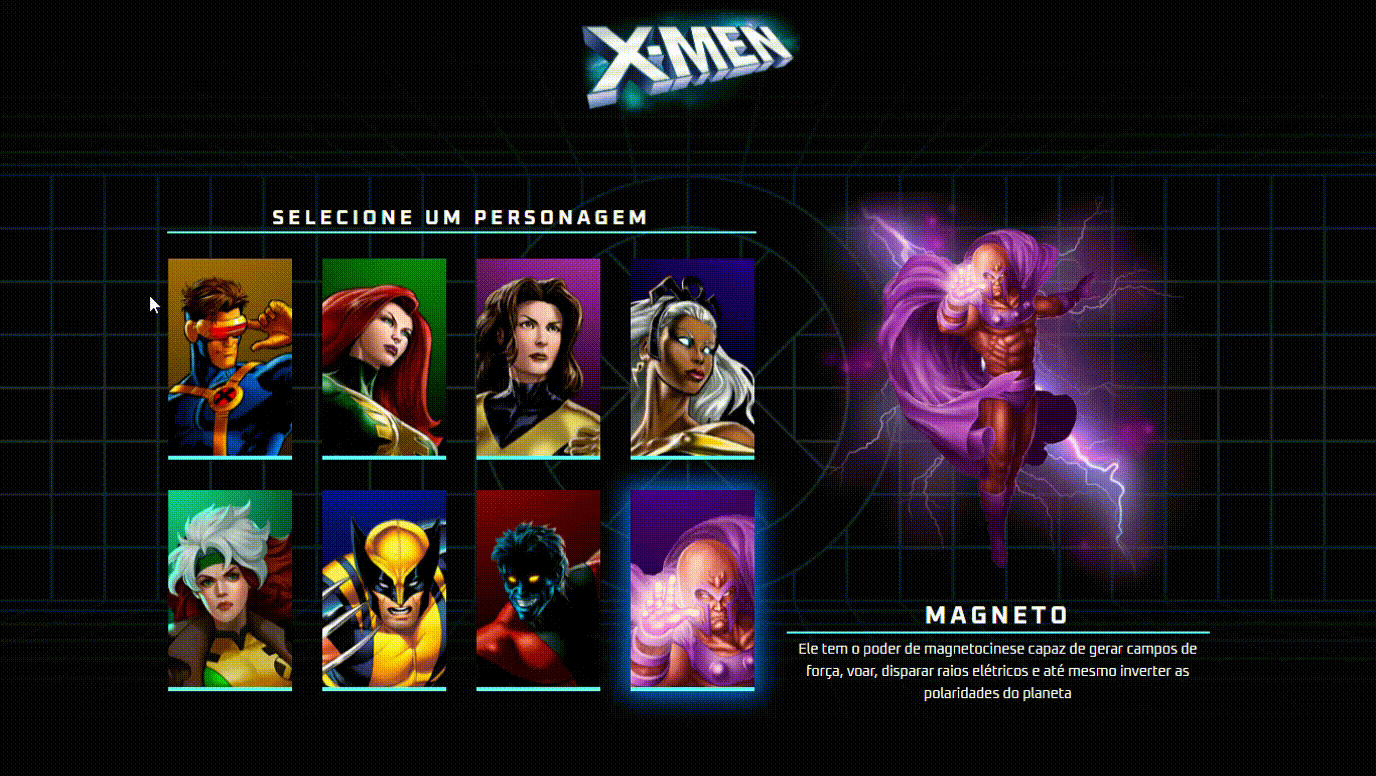 X-MEN
SELECIONE UM PERSONAGEM
MAGNETO
Ele tem o poder de magnetocinese capaz de gerar campos de
força, voar, disparar raios elétricos e até mesmo inverter as
polaridades do planeta